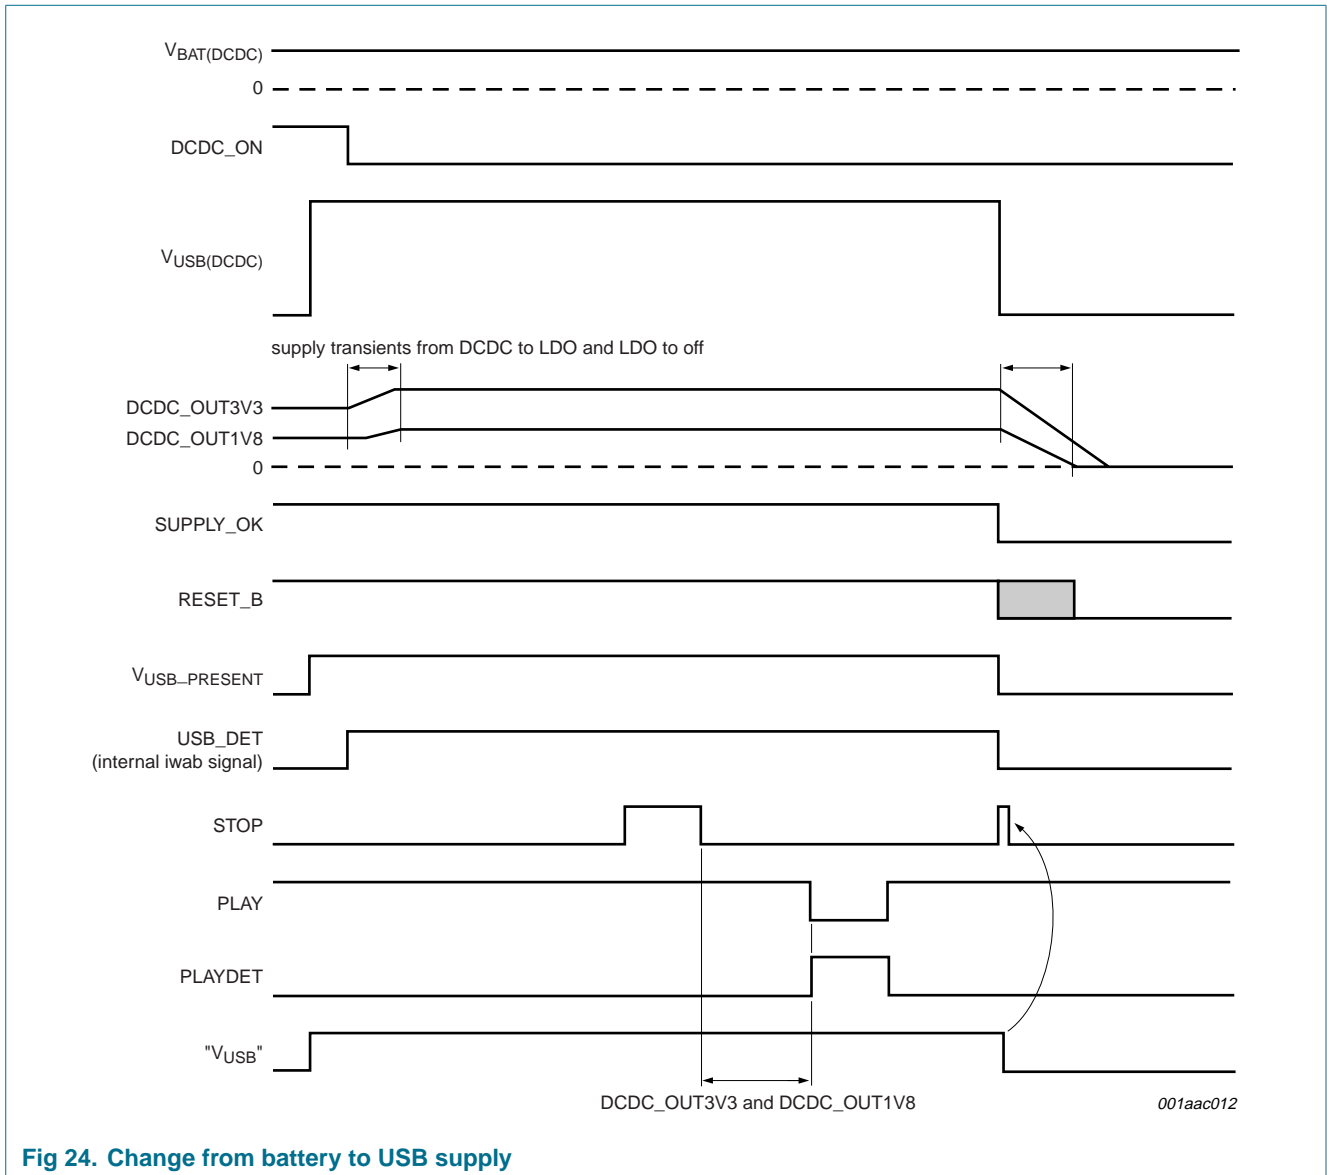 VBAT(DCDC)
0
DCDC_ON
VUSB(DCDC)
supply transients from DCDC to LDO and LDO to off
DCDC_OUT3V3
DCDC_OUT1V8
0
SUPPLY_OK
RESET_B
VUSB_PRESENT
USB_DET
(internal iwab signal)
STOP
PLAY
PLAYDET
"VUSB"
DCDC_OUT3V3 and DCDC_OUT1V8
001aac012
Fig 24. Change from battery to USB supply